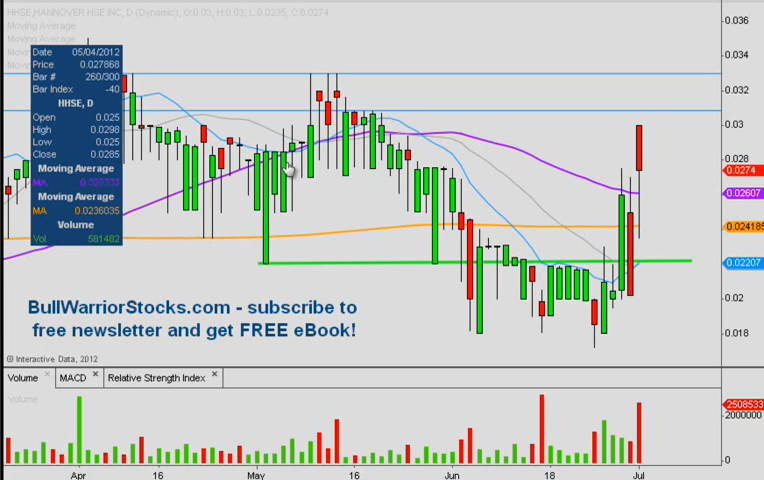 HHSE,HANNOVER HSE INC, D (Dynamic), O:0.03, H:0.03, L:0.0235, C:0.0274
Moving Average
Moving Average
Date 05/04/2012
Price 0.027868
Bar # 260/300
Bar Index -40
HHSE, D
Open 0.025
High 0.0298
Low 0.025
Close 0.0285
Moving Average
MA
Moving Average
MA 0.0236035
Volume
Vol 581482
0.036
0.034
0.032
0.03
0.028
0.0274
0.02607
0.02418
0.02207
0.02
0.018
BullWarriorStocks.com - subscribe to
free newsletter and get FREE eBook!
© Interactive Data, 2012
Volume x MACD x Relative Strength Index x
Volume
2508533
2000000
0
Apr 16 May 16 Jun 18 Jul